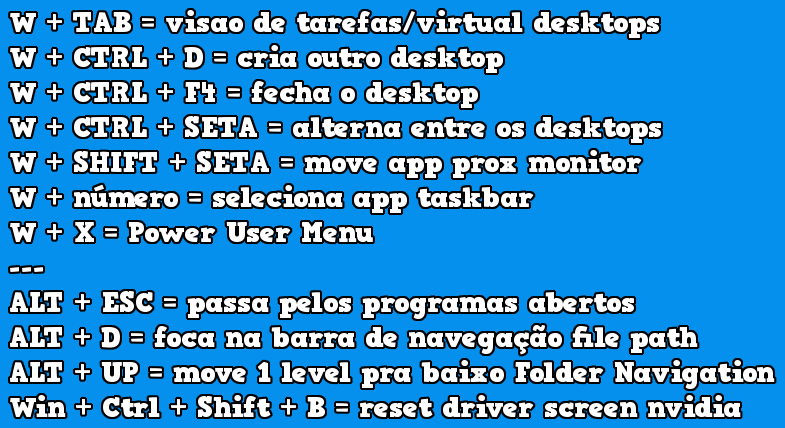 W + TAB = visao de tarefas/virtual desktops
W + CTRL + D = cria outro desktop
W + CTRL + F4 = fecha o desktop
W + CTRL + SETA = alterna entre os desktops
W + SHIFT + SETA = move app prox monitor
W + número = seleciona app taskbar
W + X = Power User Menu
---
ALT + ESC = passa pelos programas abertos
ALT + D = foca na barra de navegação file path
ALT + UP = move 1 level pra baixo Folder Navigation
Win + Ctrl + Shift + B = reset driver screen nvidia